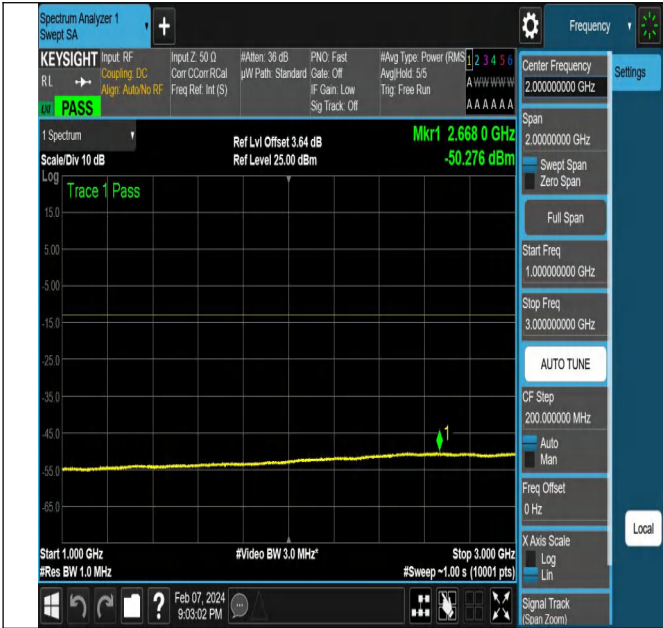 Spectrum Analyzer 1
Swept SA
+
Frequency
KEYSIGHT
RL
PASS
Input: RF
Coupling: DC
Align: Auto/No RF
Input Z: 50 Ω
Corr CCorr RCal
Freq Ref: Int (S)
#Atten: 36 dB
µW Path: Standard
PNO: Fast
Gate: Off
IF Gain: Low
Sig Track: Off
#Avg Type: Power (RMS
Avg|Hold: 5/5
Trig: Free Run
1 2 3 4 5 6
A W W W W W
A A A A A A
Center Frequency
2.000000000 GHz
Settings
Span
2.00000000 GHz
Swept Span
Zero Span
Full Span
Start Freq
1.000000000 GHz
Stop Freq
3.000000000 GHz
AUTO TUNE
CF Step
200.000000 MHz
Auto
Man
Freq Offset
0 Hz
X Axis Scale
Log
Lin
Local
Signal Track
(Span Zoom)
1 Spectrum
Scale/Div 10 dB
Ref Lvl Offset 3.64 dB
Ref Level 25.00 dBm
Mkr1 2.668 0 GHz
-50.276 dBm
Log
Trace 1 Pass
15.0
5.00
-5.00
-15.0
-25.0
-35.0
-45.0
1
-55.0
-65.0
Start 1.000 GHz
#Video BW 3.0 MHz*
Stop 3.000 GHz
#Res BW 1.0 MHz
#Sweep ~1.00 s (10001 pts)
?
Feb 07, 2024
9:03:02 PM